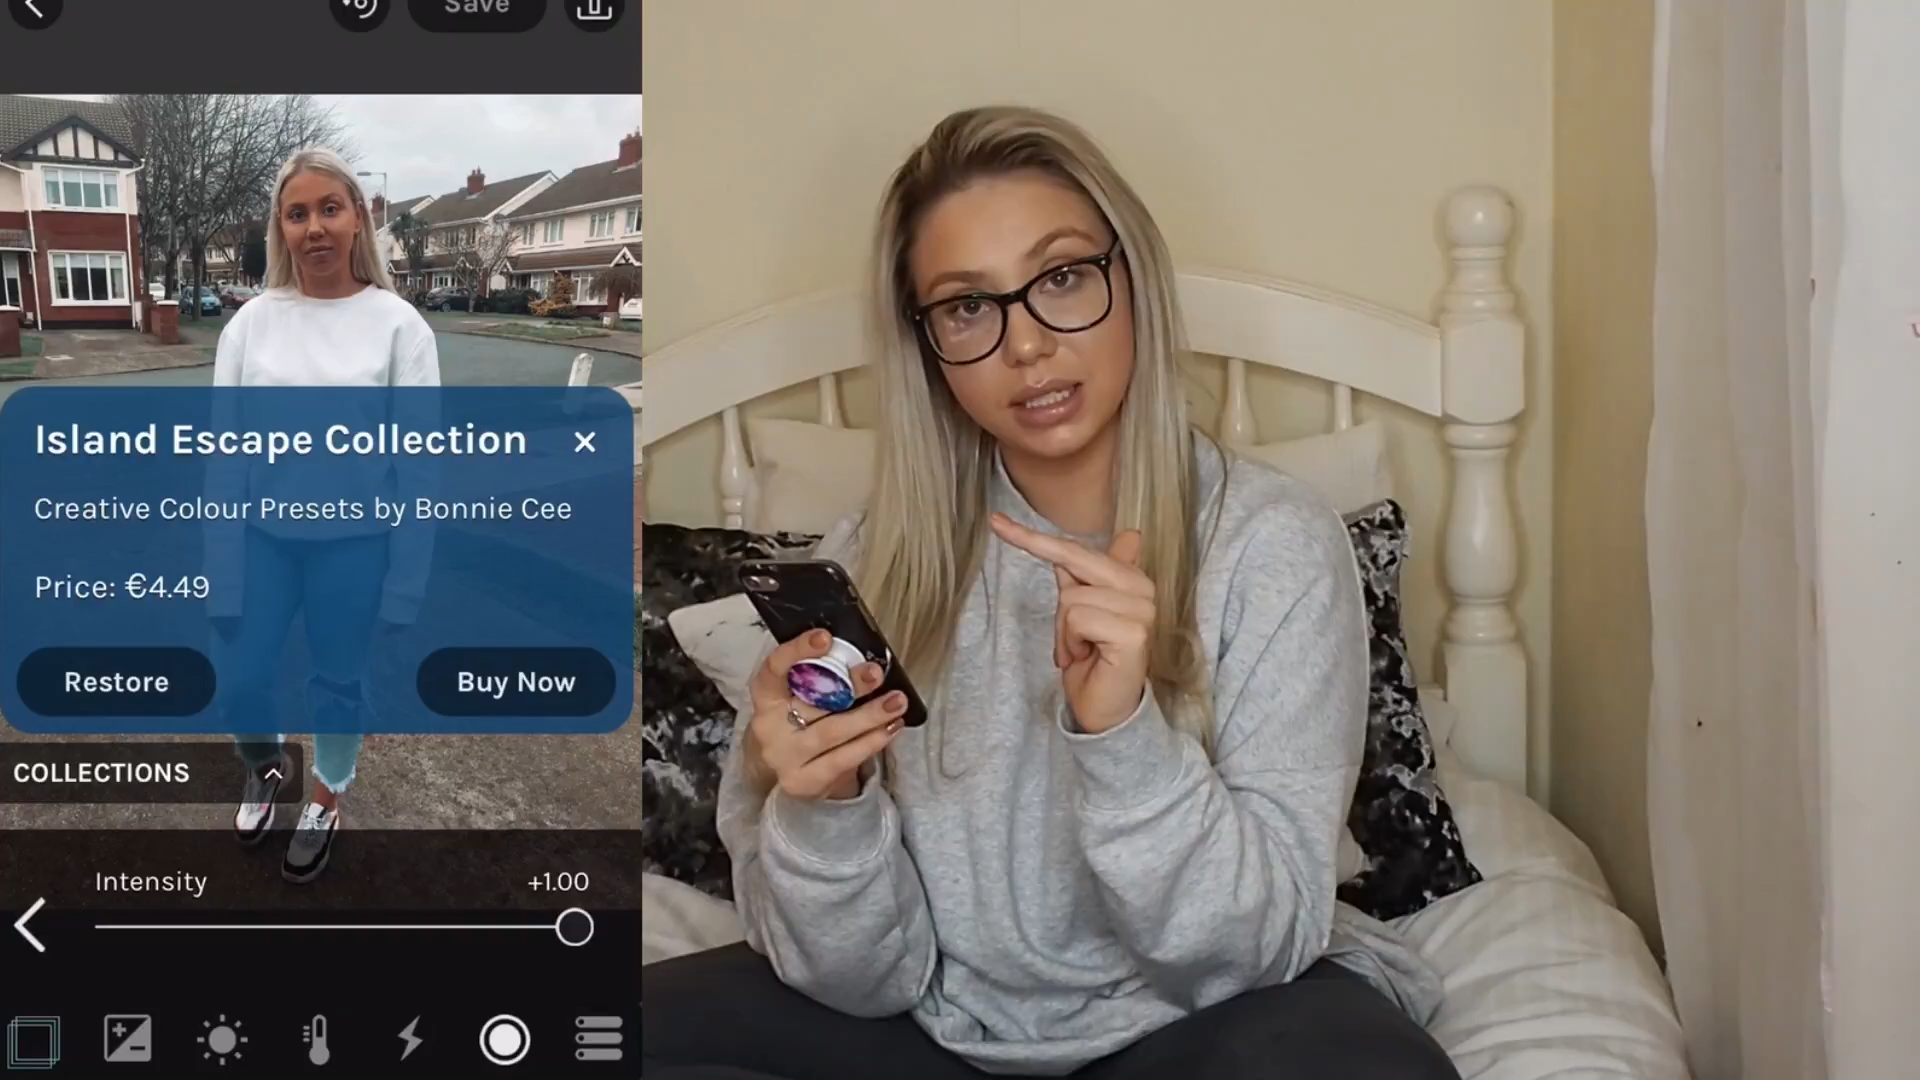 Save
Island Escape Collection
Creative Colour Presets by Bonnie Cee
Price: €4.49
Restore
Buy Now
COLLECTIONS
Intensity
+1.00